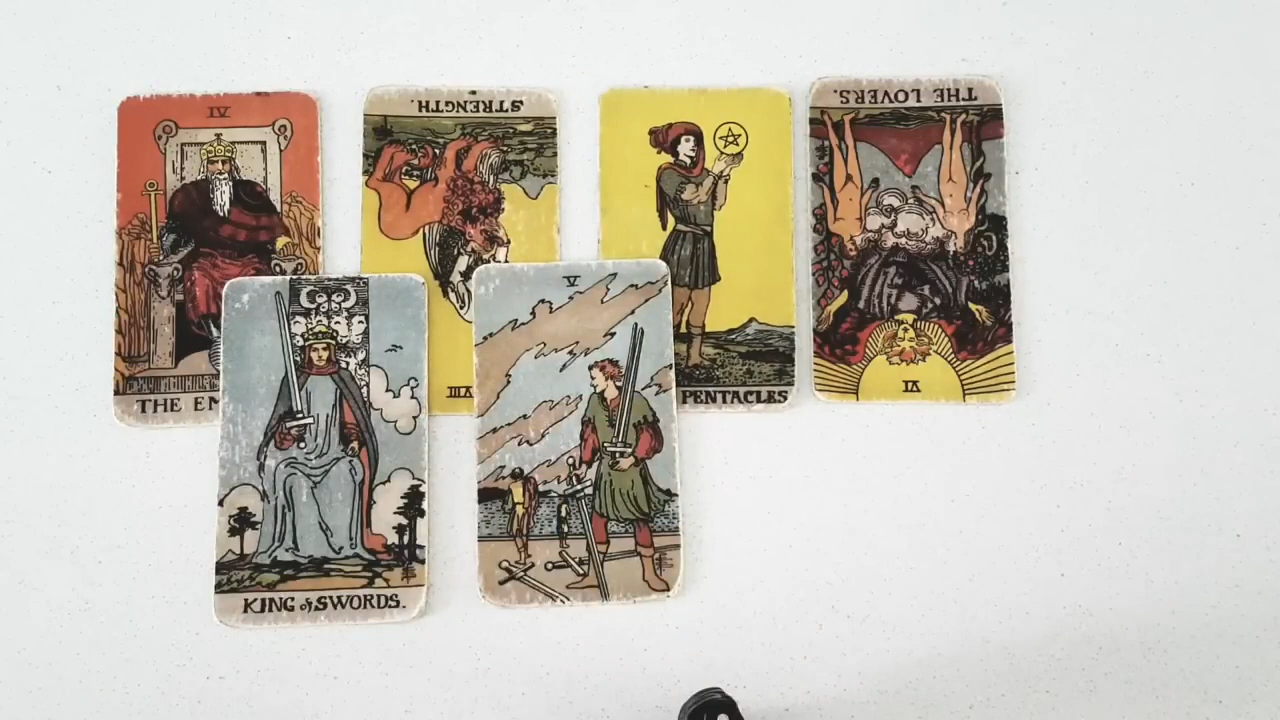 IV
STRENGTH.
THE LOVERS.
V
VI
VIII
THE EM
PENTACLES
KING of SWORDS.